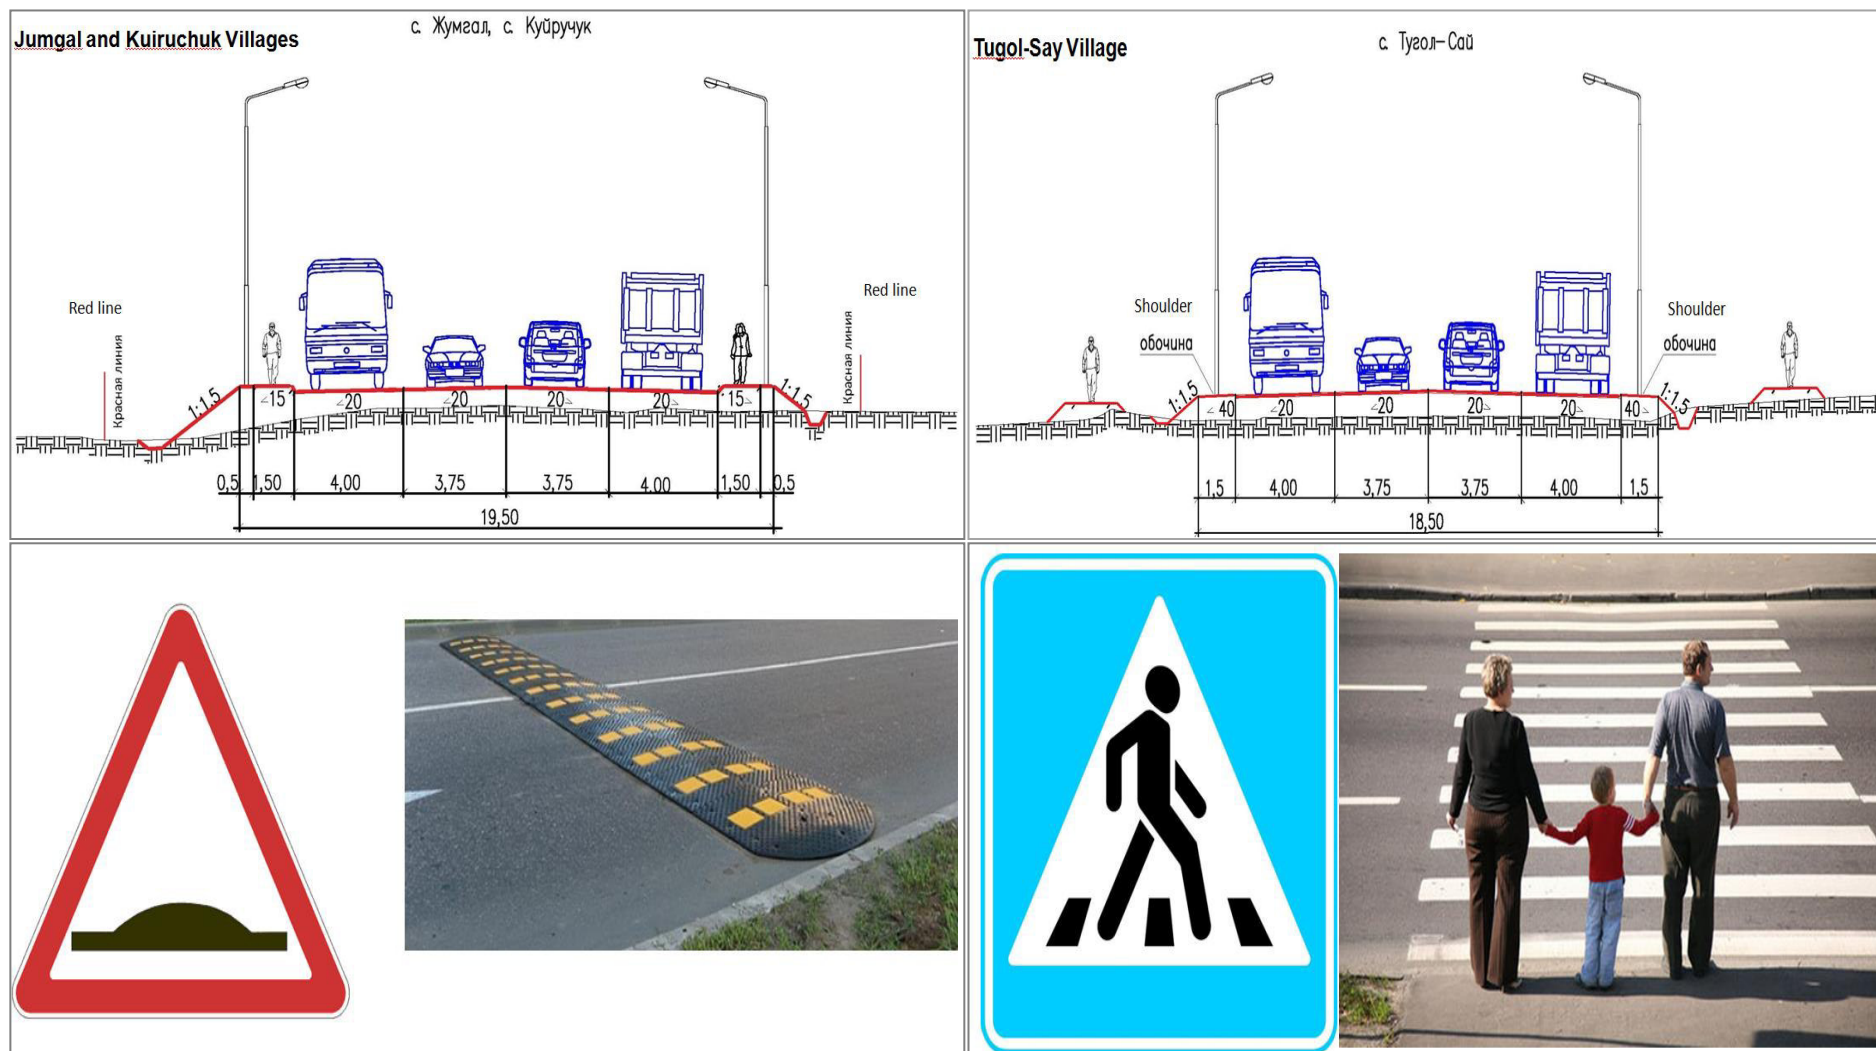 с. Жумгал, с. Куйручук
Jumgal and Kuiruchuk Villages
Red line
Красная линия
Red line
Красная линия
1:1.5
15
20
20
20
20
15
1:1.5
0,5
1,50
4,00
3,75
3,75
4.00
1,50
0,5
19,50
с. Тугол-Сай
Tugol-Say Village
Shoulder
обочина
Shoulder
обочина
1:1.5
40
20
20
20
20
40
1:1.5
1,5
4,00
3,75
3,75
4,00
1,5
18,50